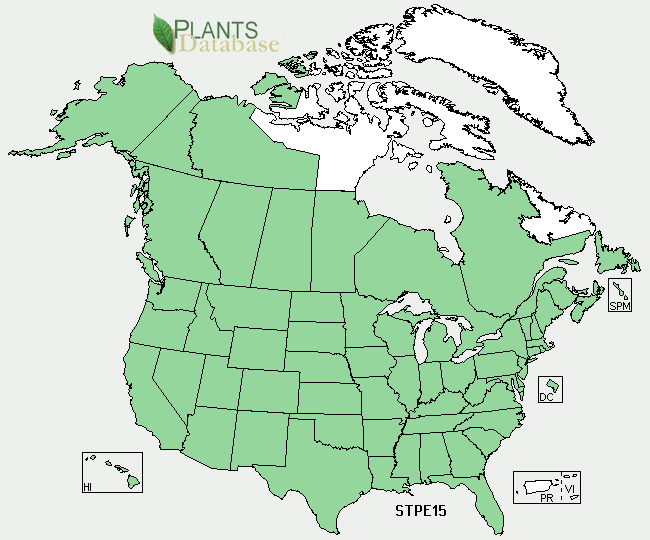 PLANTS
Database
SPM
DC
HI
PR
VI
STPE15